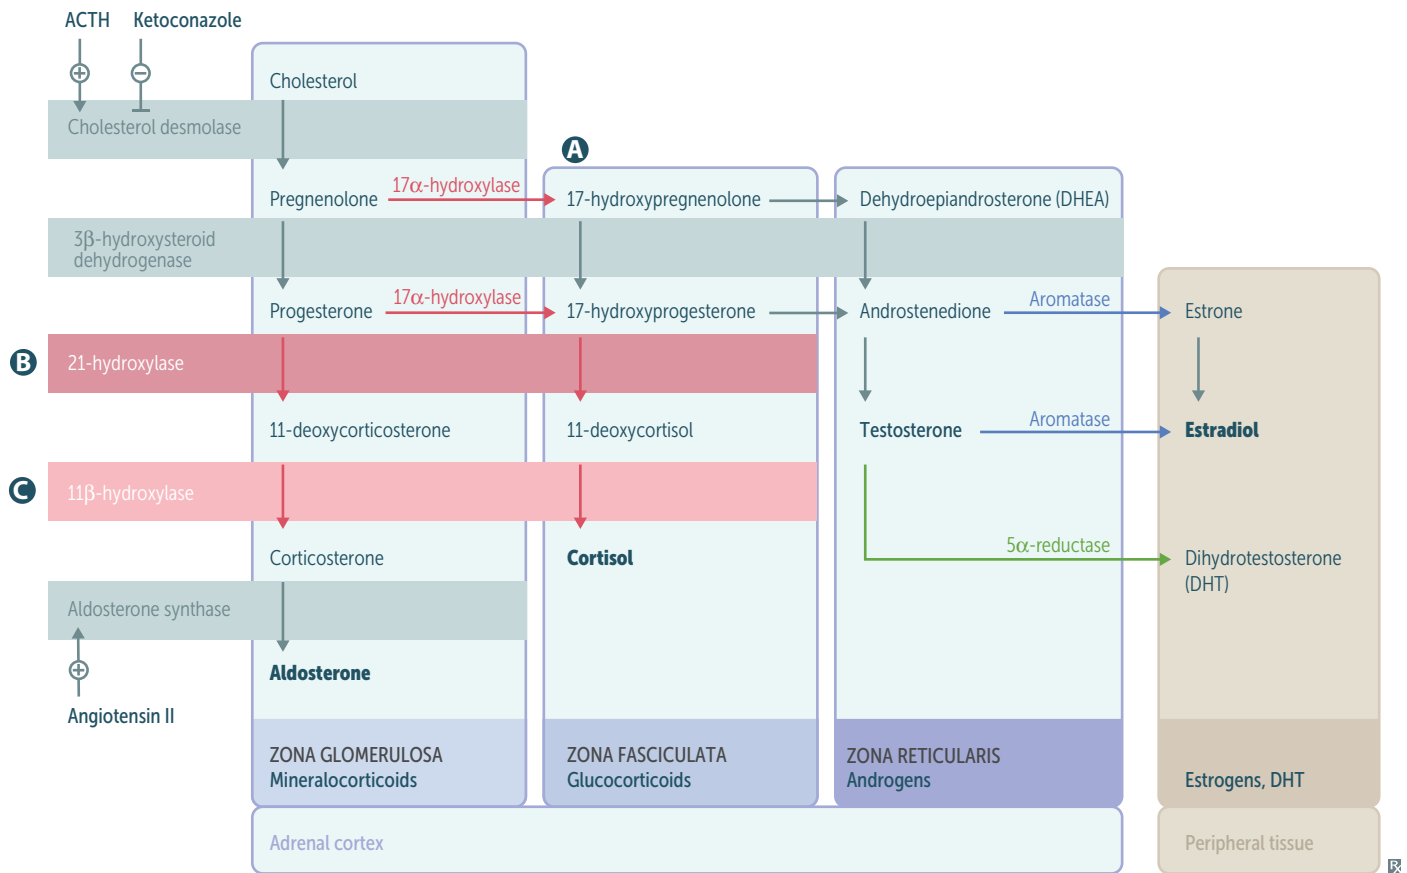 ACTH Ketoconazole
Cholesterol
Cholesterol desmolase
A
Pregnenolone 17α-hydroxylase 17-hydroxypregnenolone Dehydroepiandrosterone (DHEA)
3β-hydroxysteroid
dehydrogenase
Progesterone 17α-hydroxylase 17-hydroxyprogesterone Androstenedione Aromatase Estrone
B 21-hydroxylase
11-deoxycorticosterone 11-deoxycortisol Testosterone Aromatase Estradiol
C 11β-hydroxylase
Corticosterone Cortisol 5α-reductase Dihydrotestosterone
(DHT)
Aldosterone synthase
Aldosterone
Angiotensin II
ZONA GLOMERULOSA ZONA FASCICULATA ZONA RETICULARIS
Mineralocorticoids Glucocorticoids Androgens Estrogens, DHT
Adrenal cortex Peripheral tissue
℞